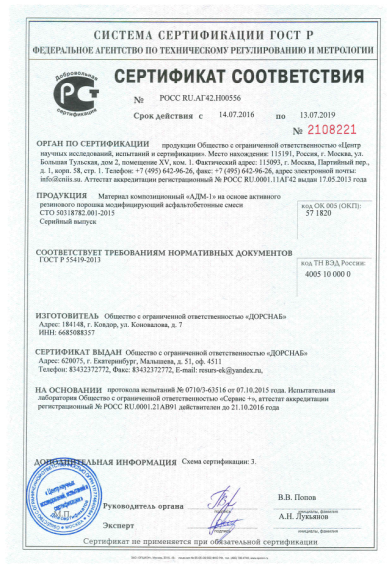 СИСТЕМА СЕРТИФИКАЦИИ ГОСТ Р
ФЕДЕРАЛЬНОЕ АГЕНТСТВО ПО ТЕХНИЧЕСКОМУ РЕГУЛИРОВАНИЮ И МЕТРОЛОГИИ
Добровольная
сертификация
СЕРТИФИКАТ СООТВЕТСТВИЯ
№ РОСС RU.АГ42.Н00556
Срок действия с 14.07.2016 по 13.07.2019
№ 2108221
ОРГАН ПО СЕРТИФИКАЦИИ продукции Общество с ограниченной ответственностью «Центр
научных исследований, испытаний и сертификации». Место нахождения: 115191, Россия, г. Москва, ул.
Большая Тульская, дом 2, помещение XV, ком. 1. Фактический адрес: 115093, г. Москва, Партийный пер.,
д. 1, корп. 58, стр. 1. Телефон: +7 (495) 642-96-26, факс: +7 (495) 642-96-26, адрес электронной почты:
info@cniis.su. Аттестат аккредитации регистрационный № РОСС RU.0001.11АГ42 выдан 17.05.2013 года
ПРОДУКЦИЯ Материал композиционный «АДМ-1» на основе активного
резинового порошка модифицирующий асфальтобетонные смеси
СТО 50318782.001-2015
Серийный выпуск
код ОК 005 (ОКП):
57 1820
СООТВЕТСТВУЕТ ТРЕБОВАНИЯМ НОРМАТИВНЫХ ДОКУМЕНТОВ
ГОСТ Р 55419-2013
код ТН ВЭД России:
4005 10 000 0
ИЗГОТОВИТЕЛЬ Общество с ограниченной ответственностью «ДОРСНАБ»
Адрес: 184148, г. Ковдор, ул. Коновалова, д. 7
ИНН: 6685088357
СЕРТИФИКАТ ВЫДАН Общество с ограниченной ответственностью «ДОРСНАБ»
Адрес: 620075, г. Екатеринбург, Малышева, д. 51, оф. 4511
Телефон: 83432372772, Факс: 83432372772, E-mail: resurs-ek@yandex.ru,
НА ОСНОВАНИИ протокола испытаний № 0710/3-63516 от 07.10.2015 года. Испытательная
лаборатория Общество с ограниченной ответственностью «Сервис +», аттестат аккредитации
регистрационный № РОСС RU.0001.21АВ91 действителен до 21.10.2016 года
ДОПОЛНИТЕЛЬНАЯ ИНФОРМАЦИЯ Схема сертификации: 3.
Руководитель органа
В.В. Попов
подпись
инициалы, фамилия
Эксперт
А.Н. Лукьянов
подпись
инициалы, фамилия
Сертификат не применяется при обязательной сертификации